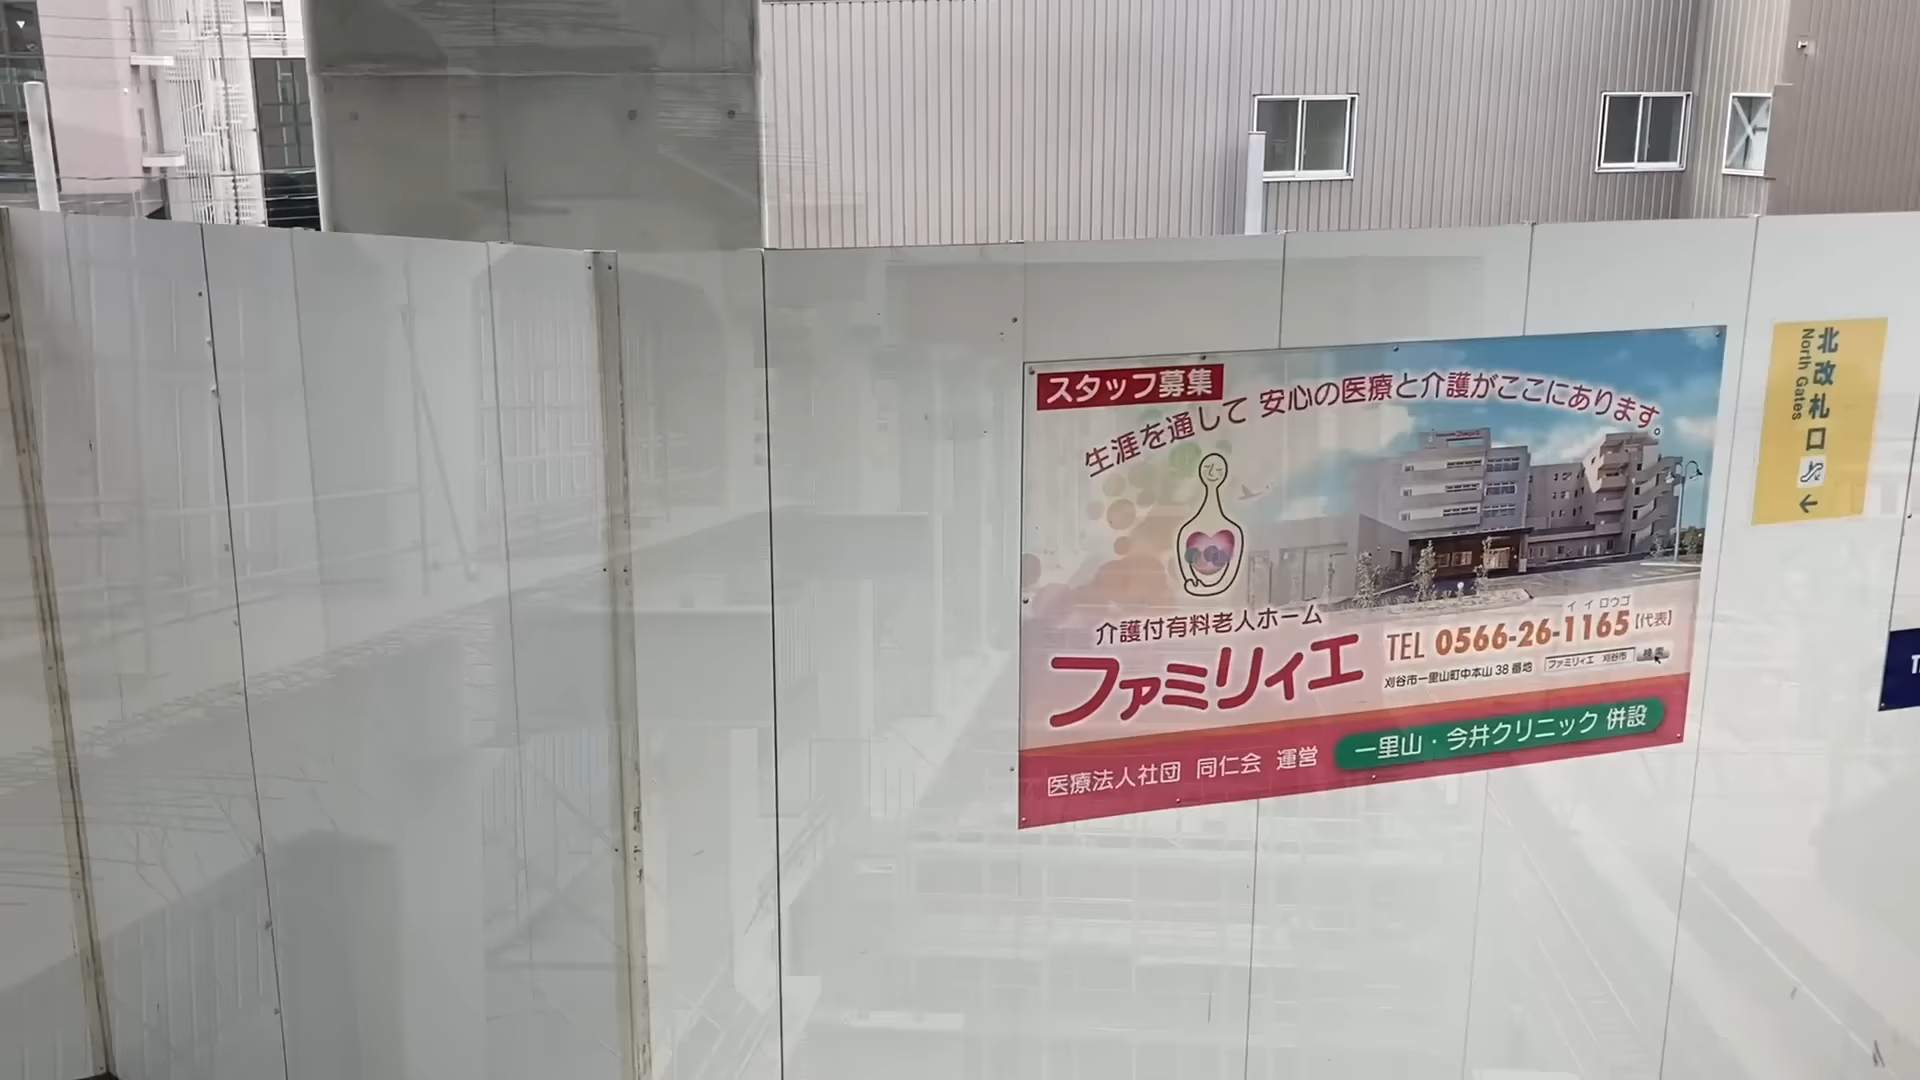 スタッフ募集
生涯を通して 安心の医療と介護がここにあります。
介護付有料老人ホーム
ファミリィエ
イイロウゴ
TEL 0566-26-1165【代表】
刈谷市一里山町中本山38番地
ファミリィエ 刈谷市 検索
医療法人社団 同仁会 運営
一里山・今井クリニック 併設
北改札口
North Gates
←